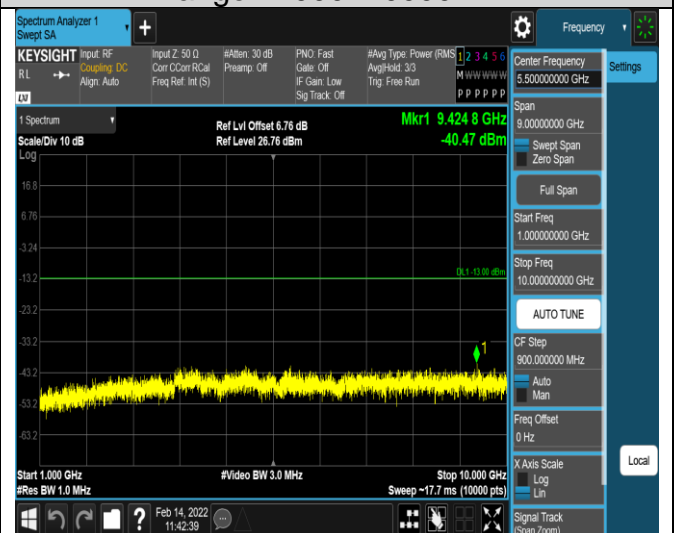 Spectrum Analyzer 1
Swept SA
+
Frequency
KEYSIGHT
RL
LXI
Input: RF
Coupling: DC
Align: Auto
Input Z: 50 Ω
Corr CCorr RCal
Freq Ref: Int (S)
#Atten: 30 dB
Preamp: Off
PNO: Fast
Gate: Off
IF Gain: Low
Sig Track: Off
#Avg Type: Power (RMS
Avg|Hold: 3/3
Trig: Free Run
1 2 3 4 5 6
M W W W W W
P P P P P P
1 Spectrum
Scale/Div 10 dB
Log
Ref Lvl Offset 6.76 dB
Ref Level 26.76 dBm
Mkr1 9.424 8 GHz
-40.47 dBm
16.8
6.76
-3.24
-13.2
DL1 -13.00 dBm
-23.2
-33.2
1
-43.2
-53.2
-63.2
Start 1.000 GHz
#Res BW 1.0 MHz
#Video BW 3.0 MHz
Stop 10.000 GHz
Sweep ~17.7 ms (10000 pts)
?
Feb 14, 2022
11:42:39
Center Frequency
5.500000000 GHz
Settings
Span
9.00000000 GHz
Swept Span
Zero Span
Full Span
Start Freq
1.000000000 GHz
Stop Freq
10.000000000 GHz
AUTO TUNE
CF Step
900.000000 MHz
Auto
Man
Freq Offset
0 Hz
X Axis Scale
Log
Lin
Local
Signal Track
(Span Zoom)